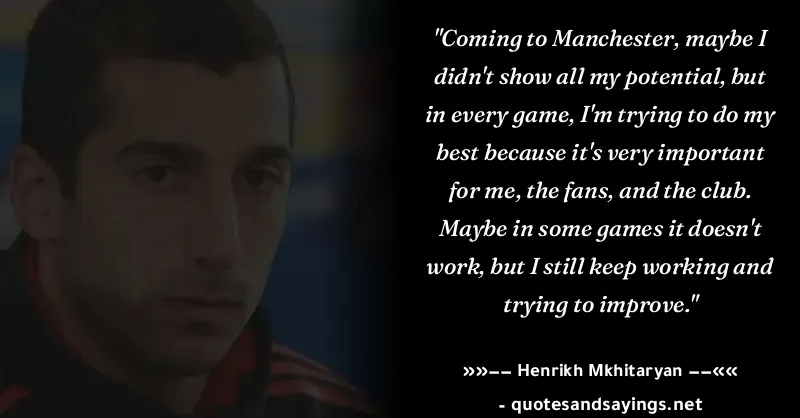 "Coming to Manchester, maybe I
didn't show all my potential, but
in every game, I'm trying to do my
best because it's very important
for me, the fans, and the club.
Maybe in some games it doesn't
work, but I still keep working and
trying to improve."
»»-- Henrikh Mkhitaryan --««
- quotesandsayings.net